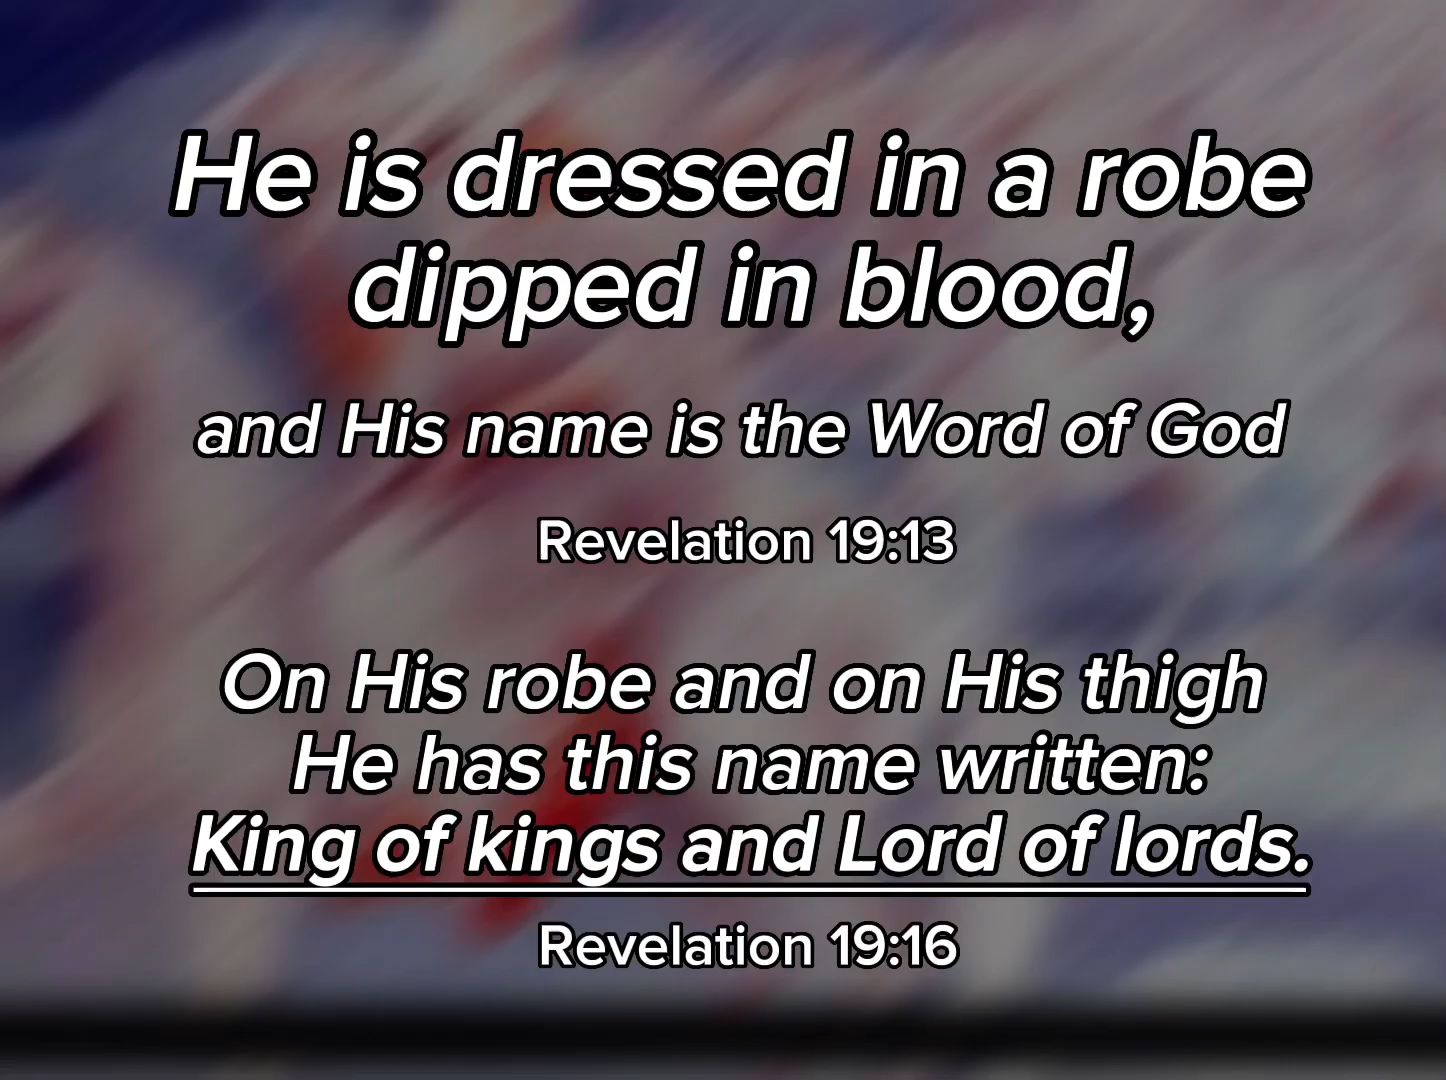 He is dressed in a robe
dipped in blood,
and His name is the Word of God
Revelation 19:13
On His robe and on His thigh
He has this name written:
King of kings and Lord of lords.
Revelation 19:16